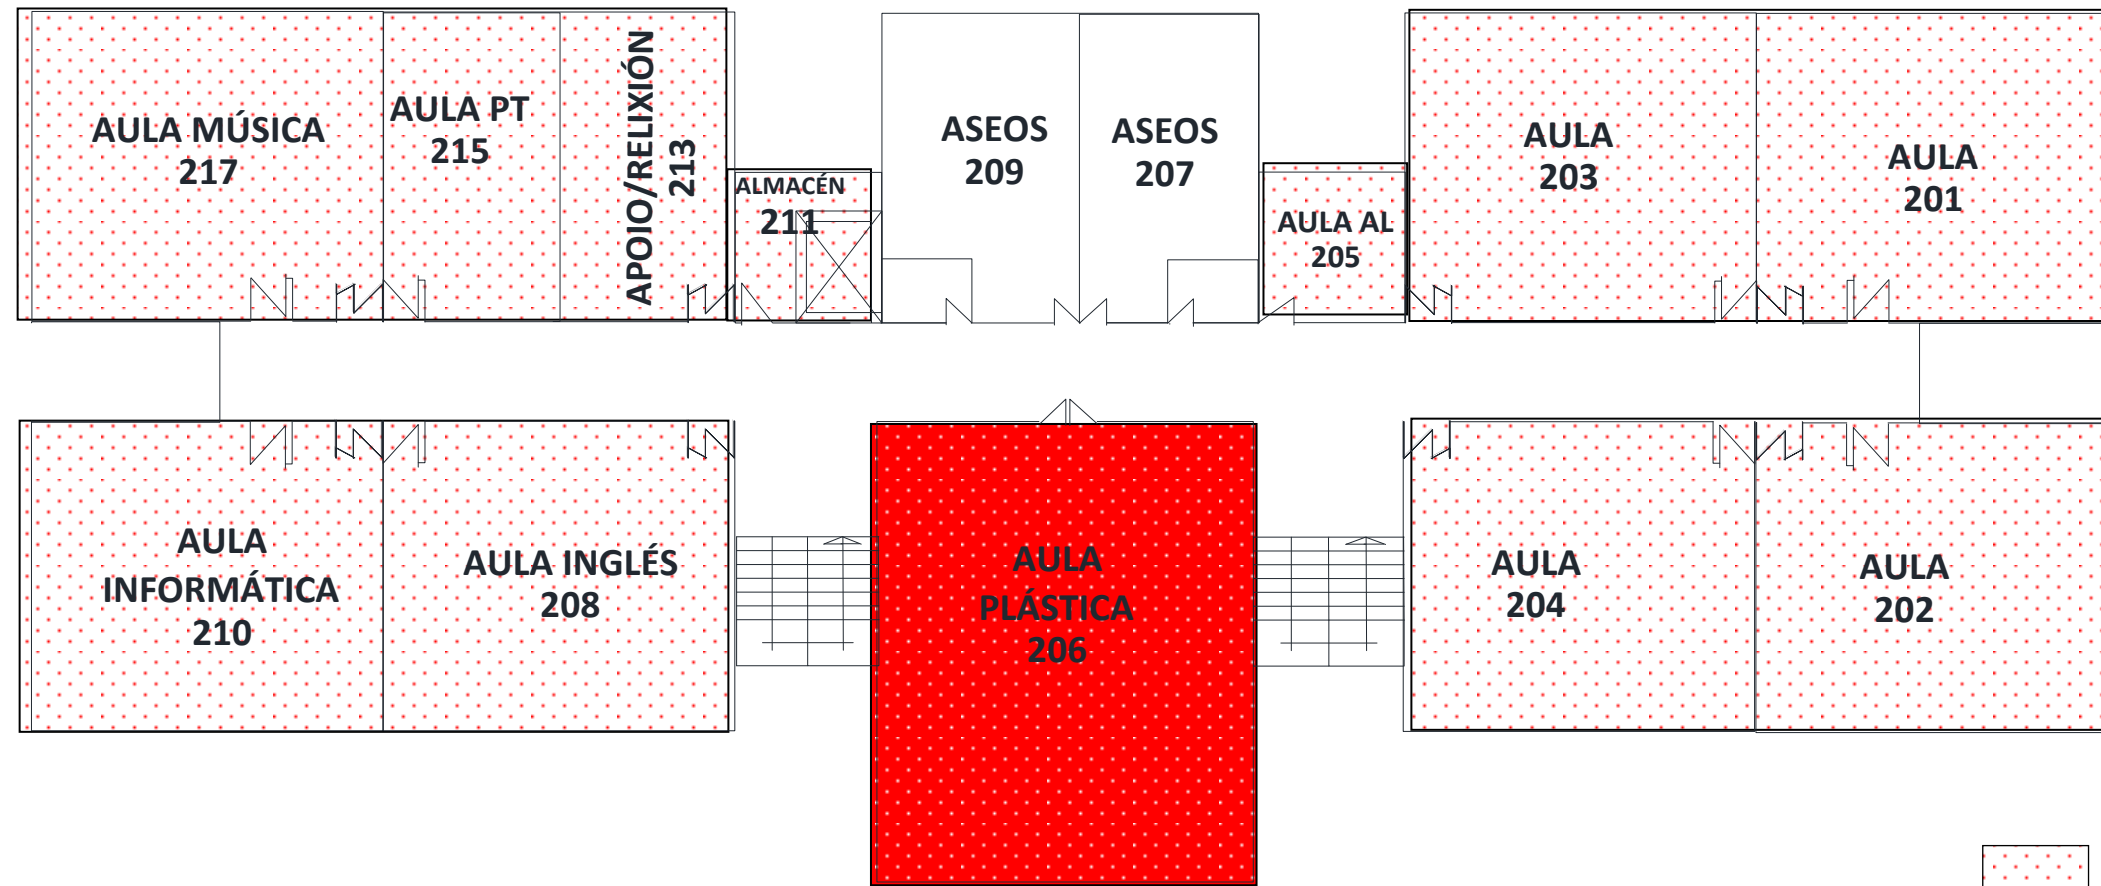 AULA MÚSICA
217
AULA PT
215
APOIO/RELIXIÓN
213
ALMACÉN
211
ASEOS
209
ASEOS
207
AULA AL
205
AULA
203
AULA
201
AULA
INFORMÁTICA
210
AULA INGLÉS
208
AULA
PLÁSTICA
206
AULA
204
AULA
202